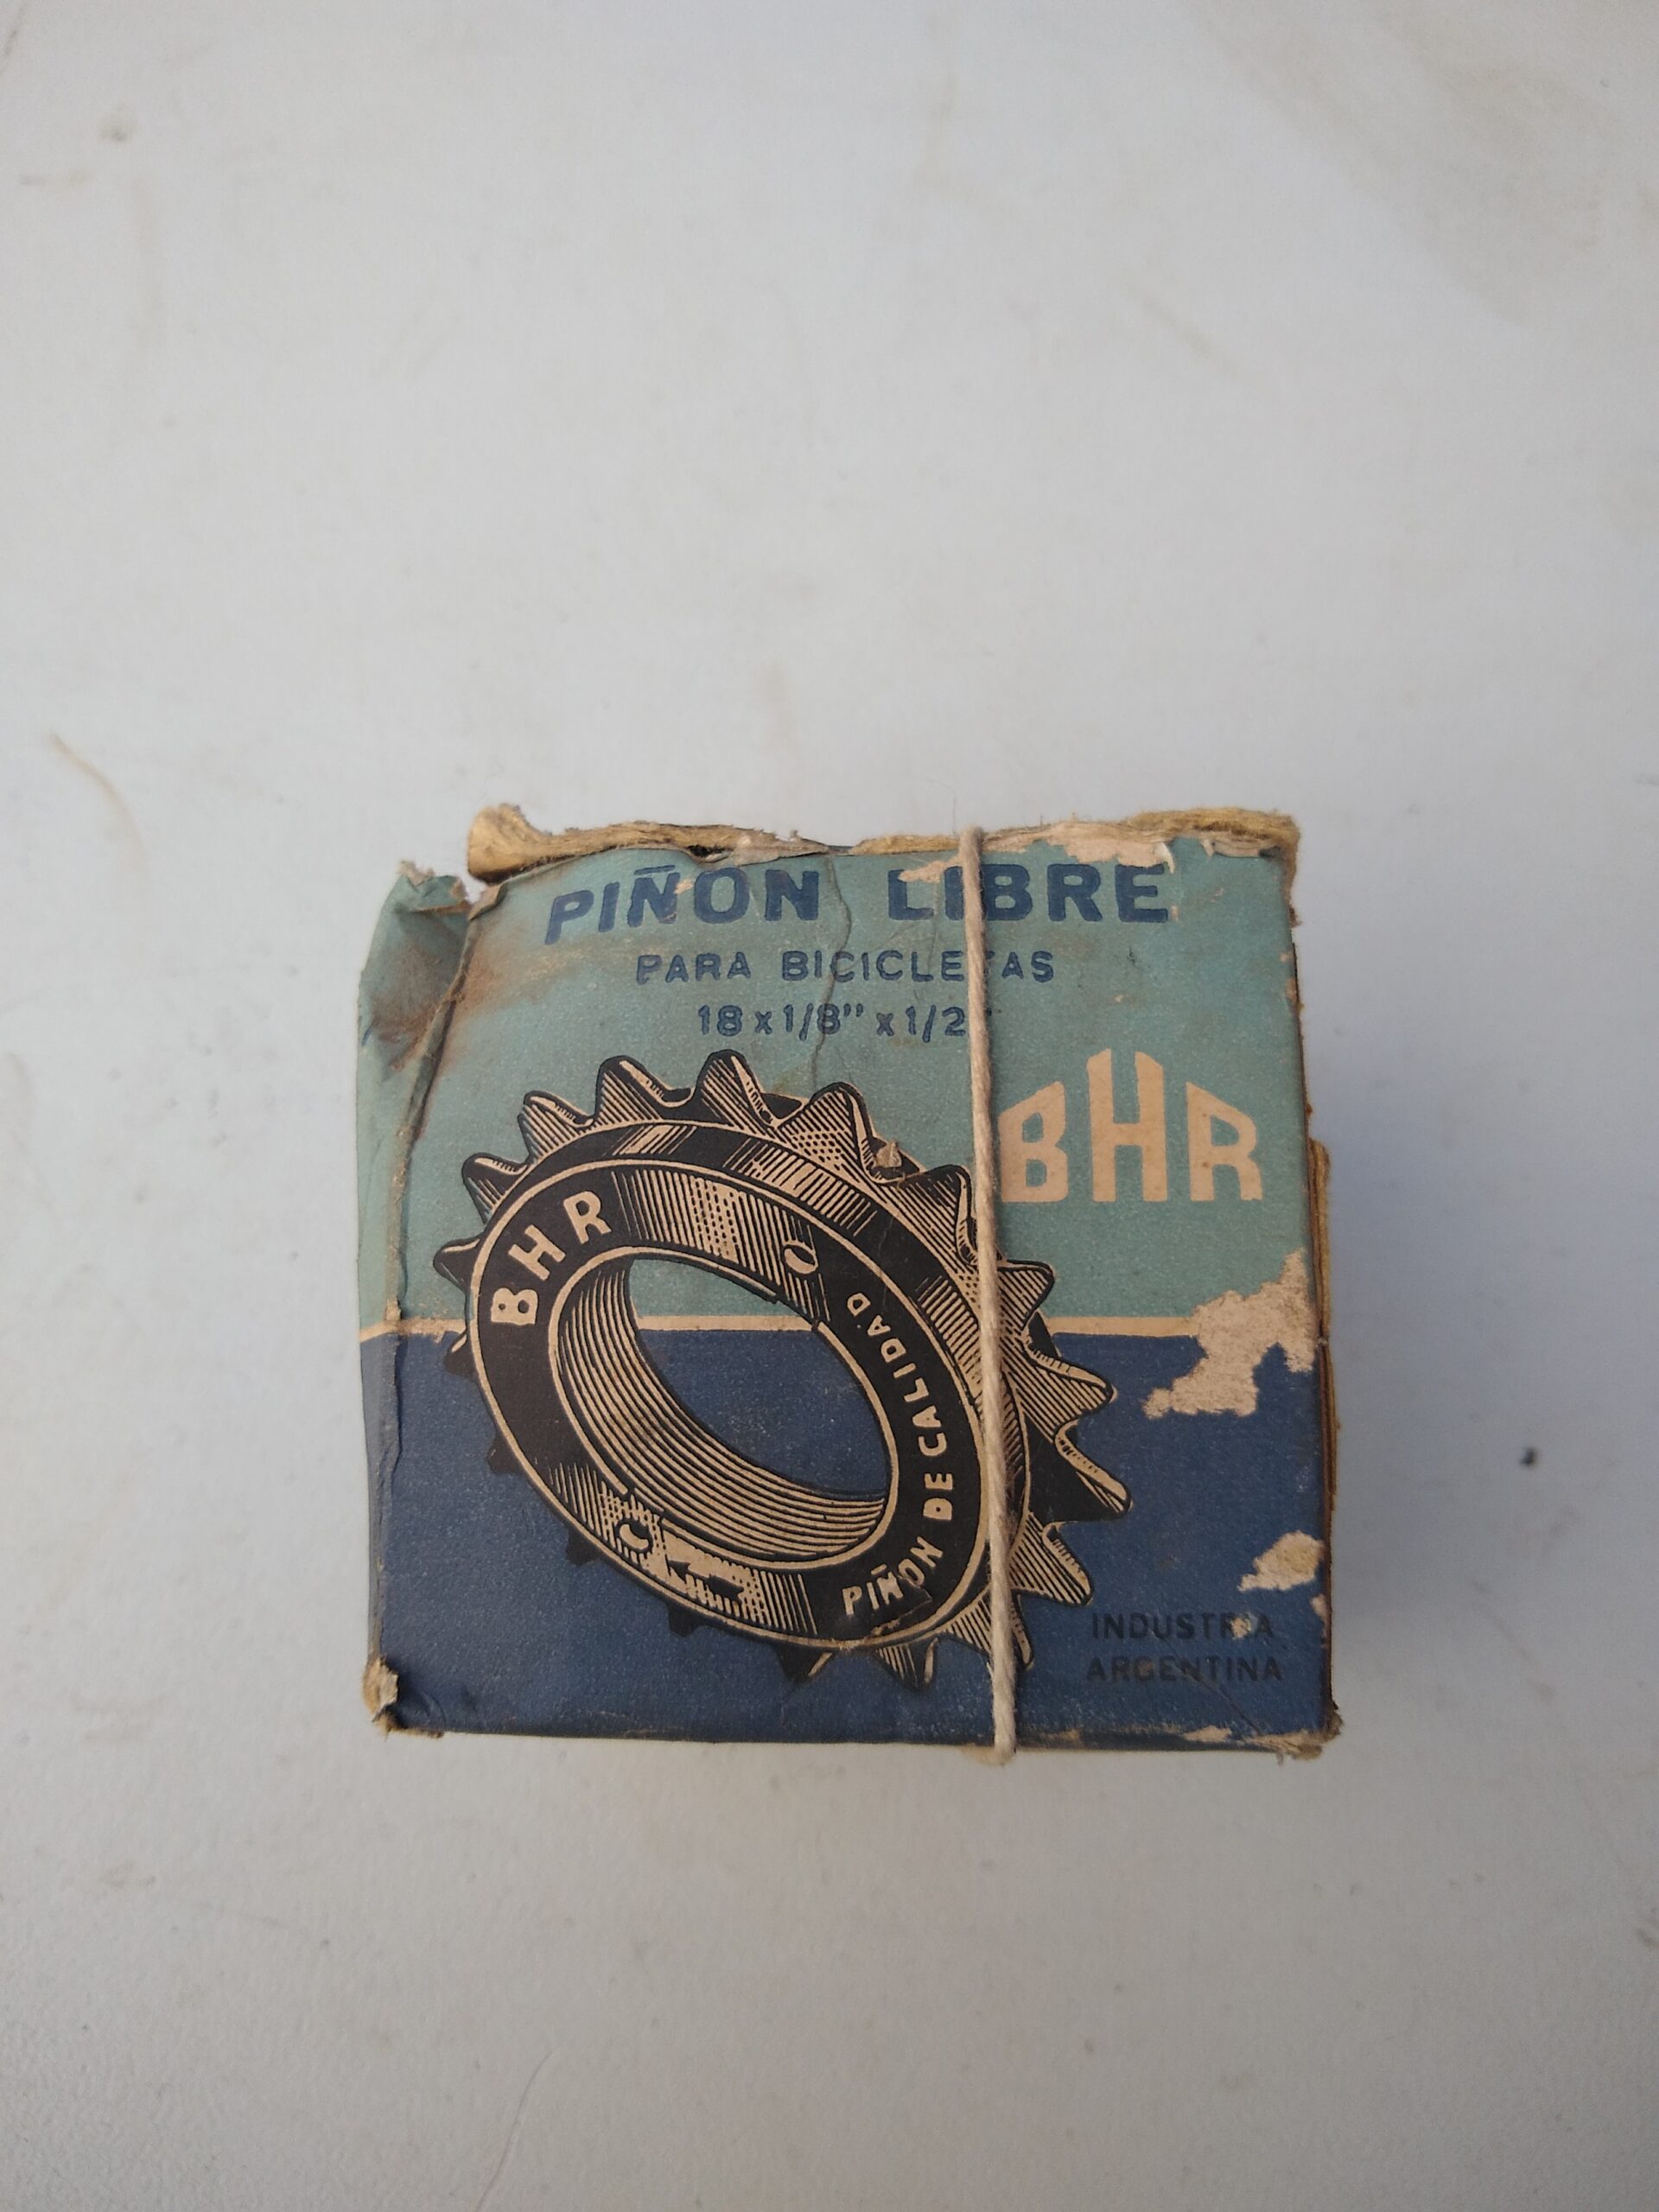 PIÑON LIBRE
PARA BICICLETAS
18 x 1/8" x 1/2"
BHR
BHR
PIÑON DE CALIDAD
INDUSTRIA
ARGENTINA